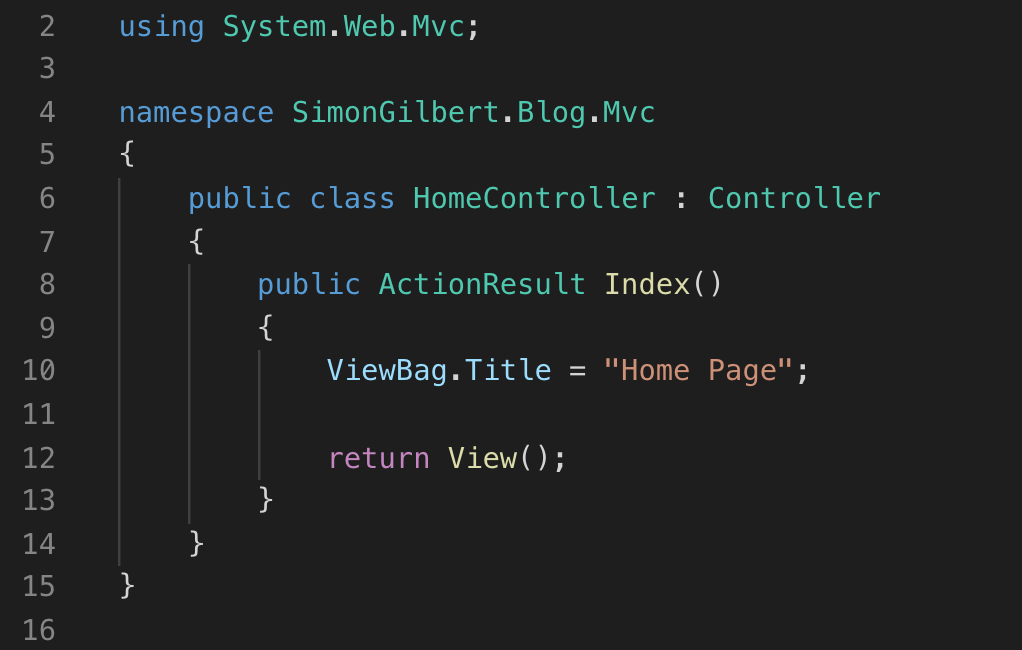 2 using System.Web.Mvc;
3
4 namespace SimonGilbert.Blog.Mvc
5 {
6     public class HomeController : Controller
7     {
8         public ActionResult Index()
9         {
10             ViewBag.Title = "Home Page";
11
12             return View();
13         }
14     }
15 }
16